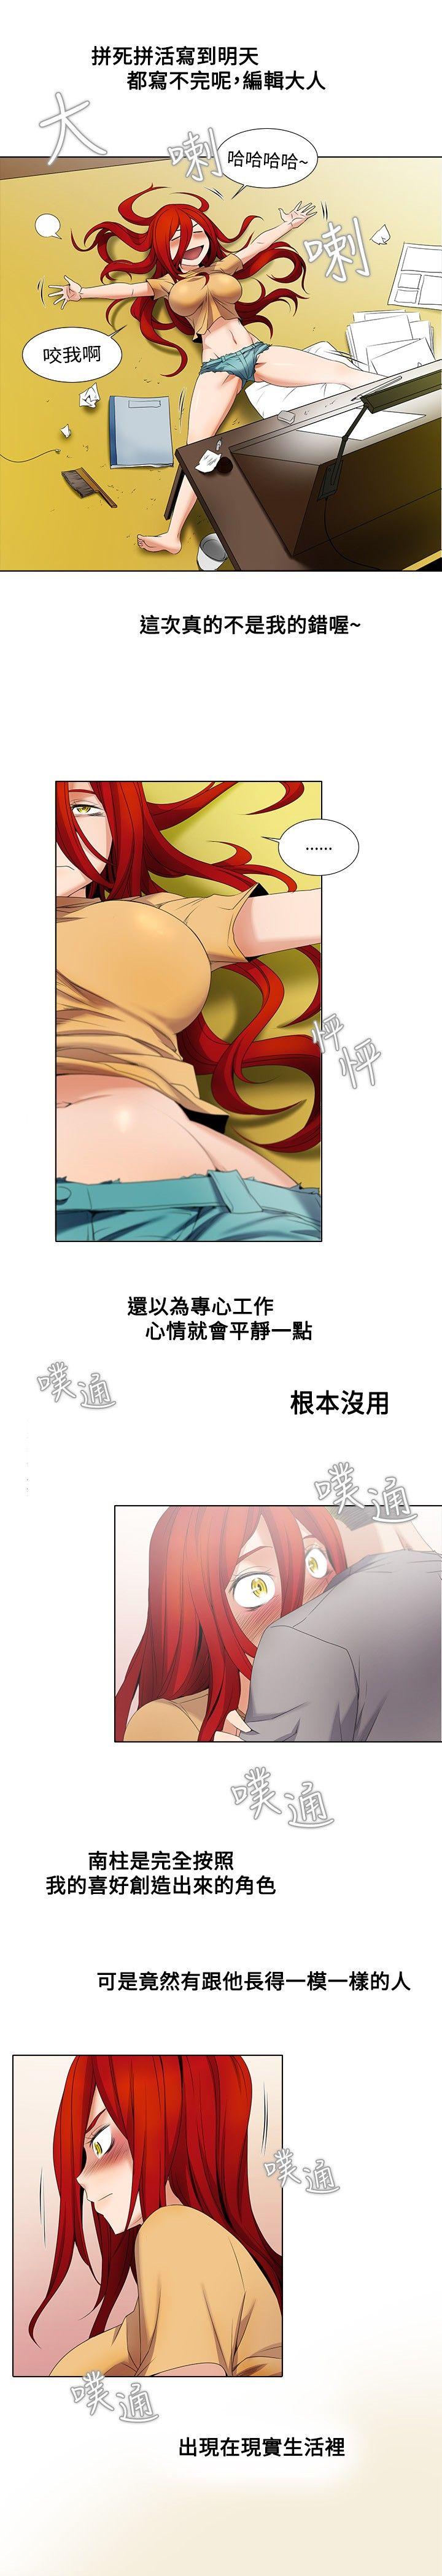 拼死拼活寫到明天
都寫不完呢，編輯大人
大
喇
喇
哈哈哈哈~
咬我啊
這次真的不是我的錯喔~
......
怦
怦
還以為專心工作
心情就會平靜一點
噗通
根本沒用
噗通
噗通
南柱是完全按照
我的喜好創造出來的角色
可是竟然有跟他長得一模一樣的人
噗通
噗通
出現在現實生活裡